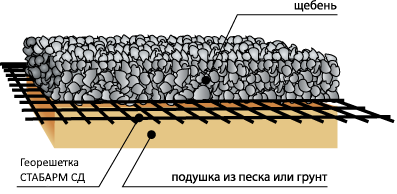 щебень
Георешетка
СТАБАРМ СД
подушка из песка или грунт